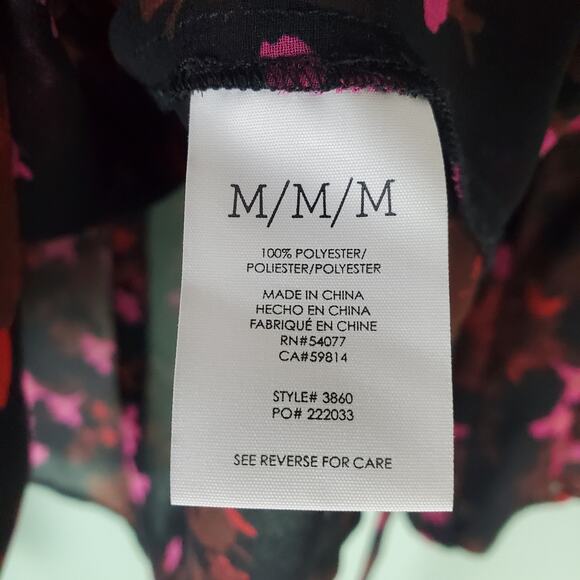 M/M/M
100% POLYESTER/
POLIESTER/POLYESTER
MADE IN CHINA
HECHO EN CHINA
FABRIQUÉ EN CHINE
RN#54077
CA#59814
STYLE# 3860
PO# 222033
SEE REVERSE FOR CARE